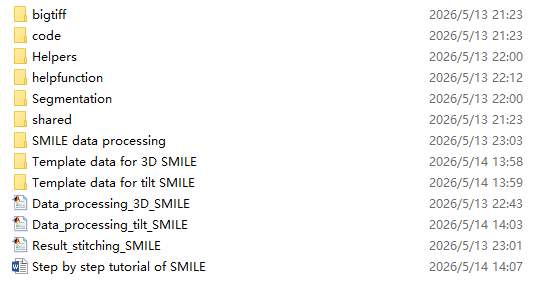 bigtiff 2026/5/13 21:23
code 2026/5/13 21:23
Helpers 2026/5/13 22:00
helpfunction 2026/5/13 22:12
Segmentation 2026/5/13 22:00
shared 2026/5/13 21:23
SMILE data processing 2026/5/13 23:03
Template data for 3D SMILE 2026/5/14 13:58
Template data for tilt SMILE 2026/5/14 13:59
Data_processing_3D_SMILE 2026/5/13 22:43
Data_processing_tilt_SMILE 2026/5/14 14:03
Result_stitching_SMILE 2026/5/13 23:01
Step by step tutorial of SMILE 2026/5/14 14:07